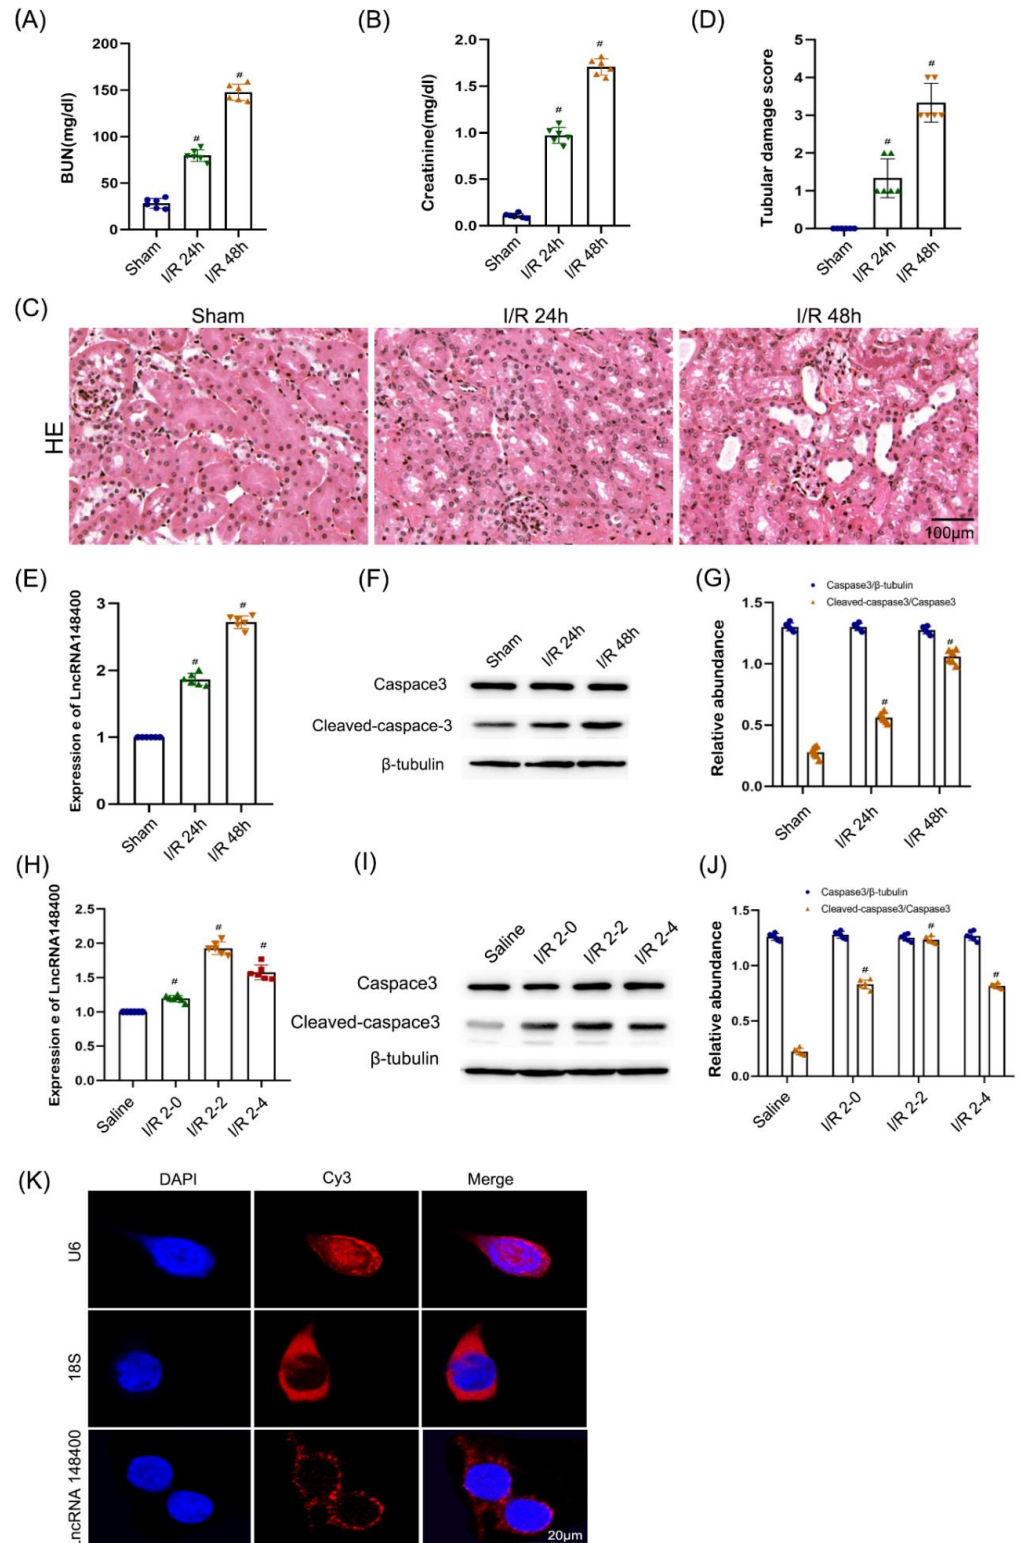 (A)
200
150
100
50
0
BUN(mg/dl)
#
#
Sham
I/R 24h
I/R 48h
(B)
2.0
1.5
1.0
0.5
0.0
Creatinine(mg/dl)
#
#
Sham
I/R 24h
I/R 48h
(D)
5
4
3
2
1
0
Tubular damage score
#
#
Sham
I/R 24h
I/R 48h
(C)
Sham
I/R 24h
I/R 48h
HE
100μm
(E)
3
2
1
0
Expression e of LncRNA148400
#
#
Sham
I/R 24h
I/R 48h
(F)
Sham
I/R 24h
I/R 48h
Caspace3
Cleaved-caspace-3
β-tubulin
(G)
Caspase3/β-tubulin
Cleaved-caspase3/Caspase3
1.5
1.0
0.5
0.0
Relative abundance
#
#
Sham
I/R 24h
I/R 48h
(H)
2.5
2.0
1.5
1.0
0.5
0.0
Expression e of LncRNA148400
#
#
#
Saline
I/R 2-0
I/R 2-2
I/R 2-4
(I)
Saline
I/R 2-0
I/R 2-2
I/R 2-4
Caspace3
Cleaved-caspace3
β-tubulin
(J)
Caspase3/β-tubulin
Cleaved-caspase3/Caspase3
1.5
1.0
0.5
0.0
Relative abundance
#
#
#
Saline
I/R 2-0
I/R 2-2
I/R 2-4
(K)
DAPI
Cy3
Merge
U6
18S
LncRNA 148400
20μm